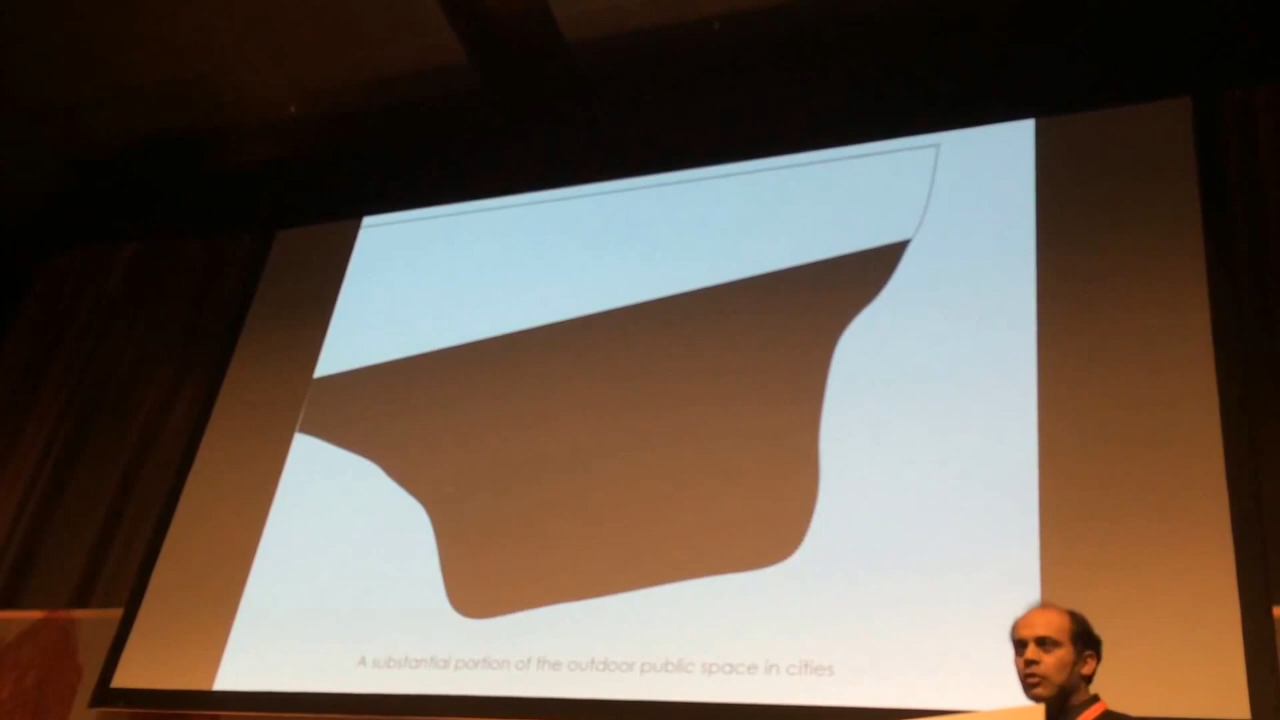 A substantial portion of the outdoor public space in cities